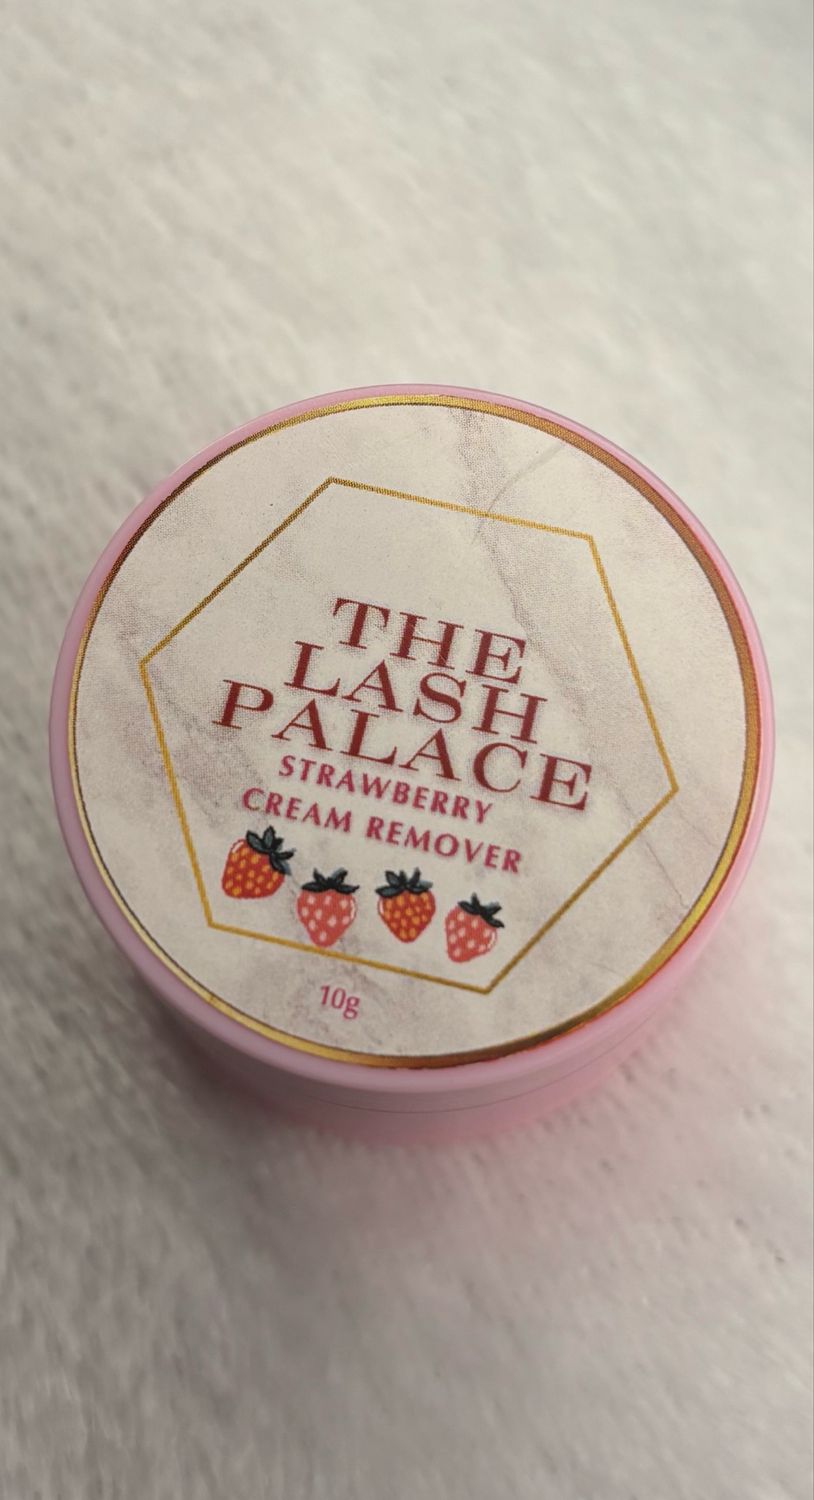 THE
LASH
PALACE
STRAWBERRY
CREAM REMOVER
10g